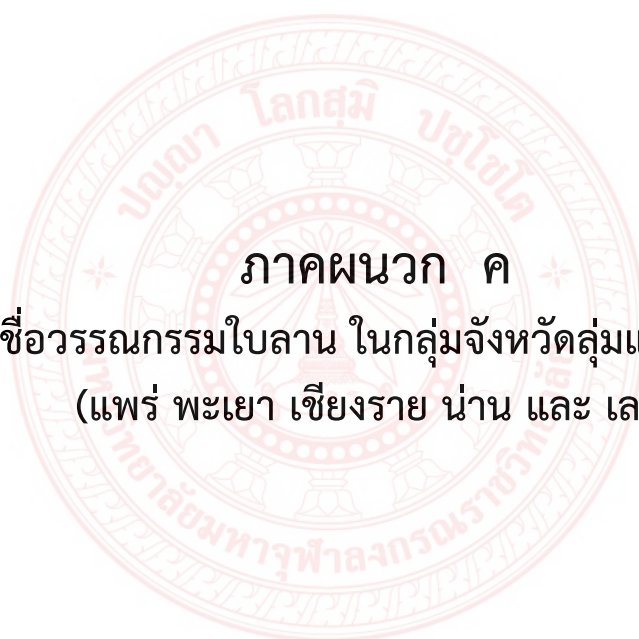 ปญฺญา โลกสฺมิ ปชฺโชโต
ภาคผนวก ค
ชื่อวรรณกรรมใบลาน ในกลุ่มจังหวัดลุ่ม
(แพร่ พะเยา เชียงราย น่าน และ เล